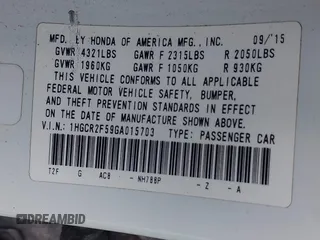 MFD. BY HONDA OF AMERICA MFG., INC. 09/'15
GVWR 4321LBS GAWR F 2315LBS R 2050LBS
GVWR 1960KG GAWR F 1050KG R 930KG
THIS VEHICLE CONFORMS TO ALL APPLICABLE
FEDERAL MOTOR VEHICLE SAFETY, BUMPER,
AND THEFT PREVENTION STANDARDS IN EFFECT
ON THE DATE OF MANUFACTURE SHOWN ABOVE.
V.I.N: 1HGCR2F59GA015703 TYPE: PASSENGER CAR
T2F G AC8 - NH788P - Z - A
DREAMBID